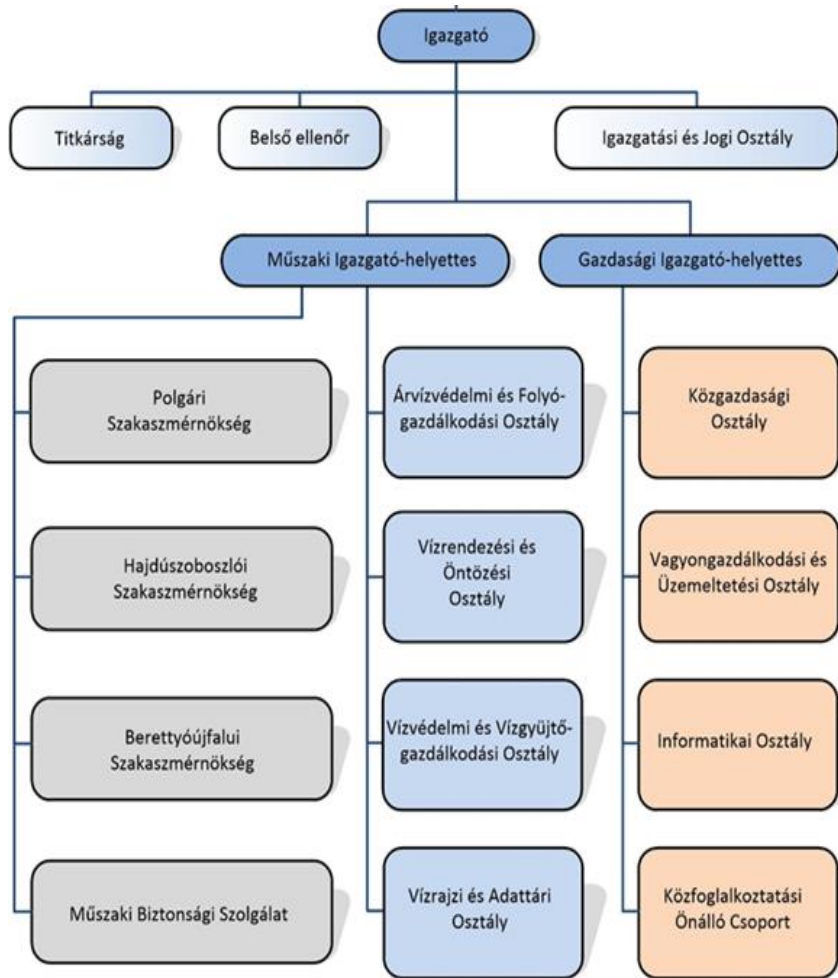 Igazgató
Titkárság
Belső ellenőr
Igazgatási és Jogi Osztály
Műszaki Igazgató-helyettes
Gazdasági Igazgató-helyettes
Polgári
Szakaszmérnökség
Árvízvédelmi és Folyó-
gazdálkodási Osztály
Közgazdasági
Osztály
Hajdúszoboszlói
Szakaszmérnökség
Vízrendezési és
Öntözési
Osztály
Vagyongazdálkodási és
Üzemeltetési Osztály
Berettyóújfalui
Szakaszmérnökség
Vízvédelmi és Vízgyüjtő-
gazdálkodási Osztály
Informatikai Osztály
Műszaki Biztonsági Szolgálat
Vízrajzi és Adattári
Osztály
Közfoglalkoztatási
Önálló Csoport